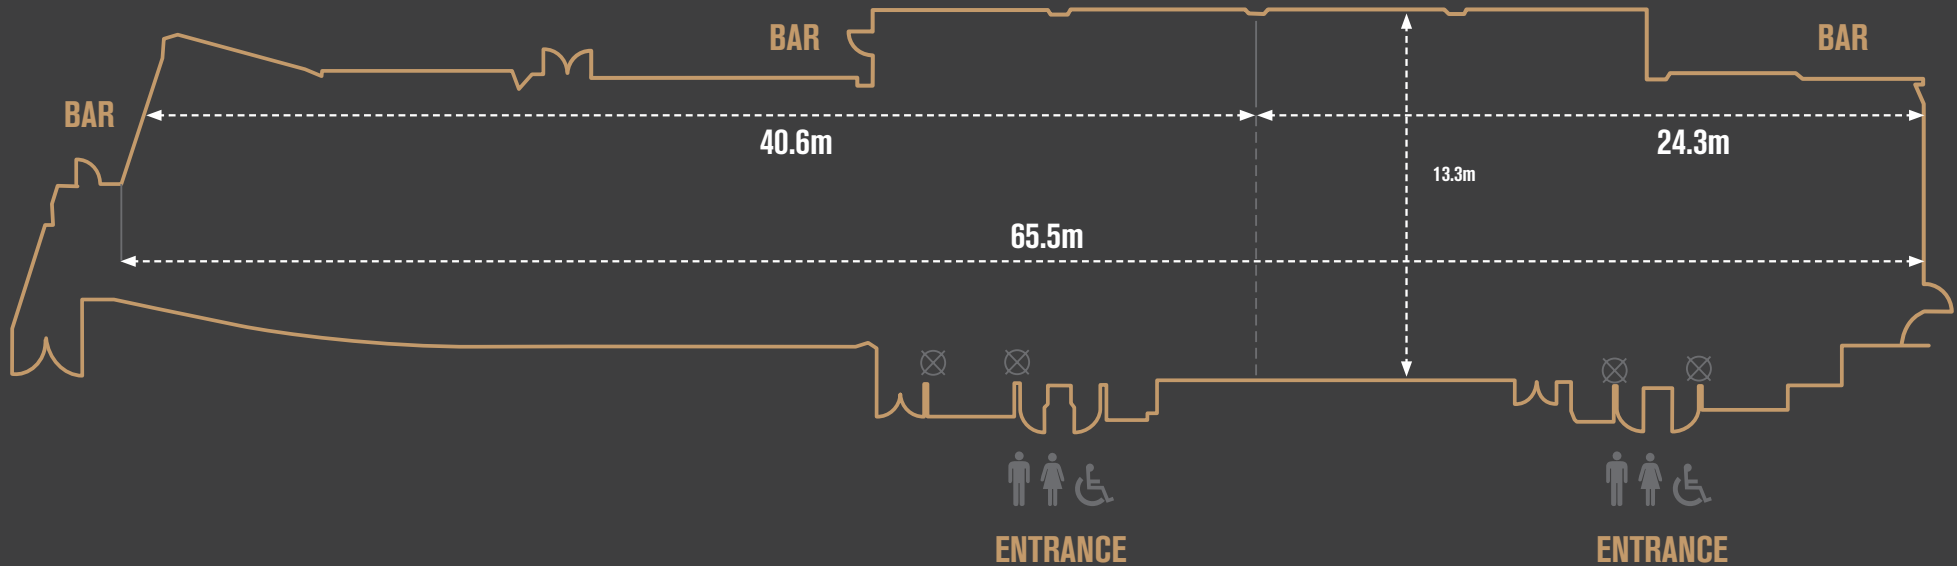 BAR
BAR
BAR
40.6m
24.3m
13.3m
65.5m
ENTRANCE
ENTRANCE